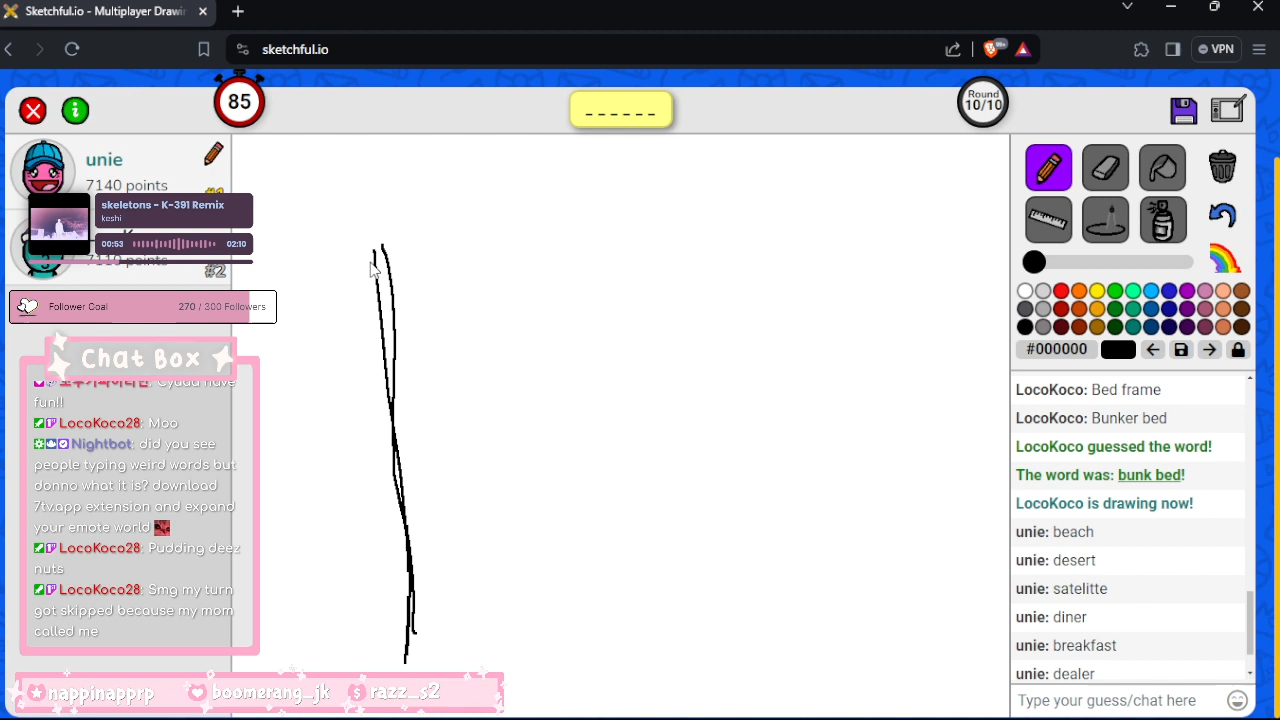 Sketchful.io - Multiplayer Drawin
sketchful.io
99+
VPN
85
_ _ _ _ _ _
Round
10/10
unie
7140 points
#1
skeletons - K-391 Remix
keshi
00:53
02:10
7110 points
#2
Follower Goal
270 / 300 Followers
Chat Box
fun!!
LocoKoco28: Moo
Nightbot: did you see
people typing weird words but
donno what it is? download
7tv.app extension and expand
your emote world
LocoKoco28: Pudding deez
nuts
LocoKoco28: Smg my turn
got skipped because my mom
called me
nappinapprp
boomerang_jk
razz_s2
#000000
LocoKoco: Bed frame
LocoKoco: Bunker bed
LocoKoco guessed the word!
The word was: bunk bed!
LocoKoco is drawing now!
unie: beach
unie: desert
unie: satelitte
unie: diner
unie: breakfast
unie: dealer
Type your guess/chat here